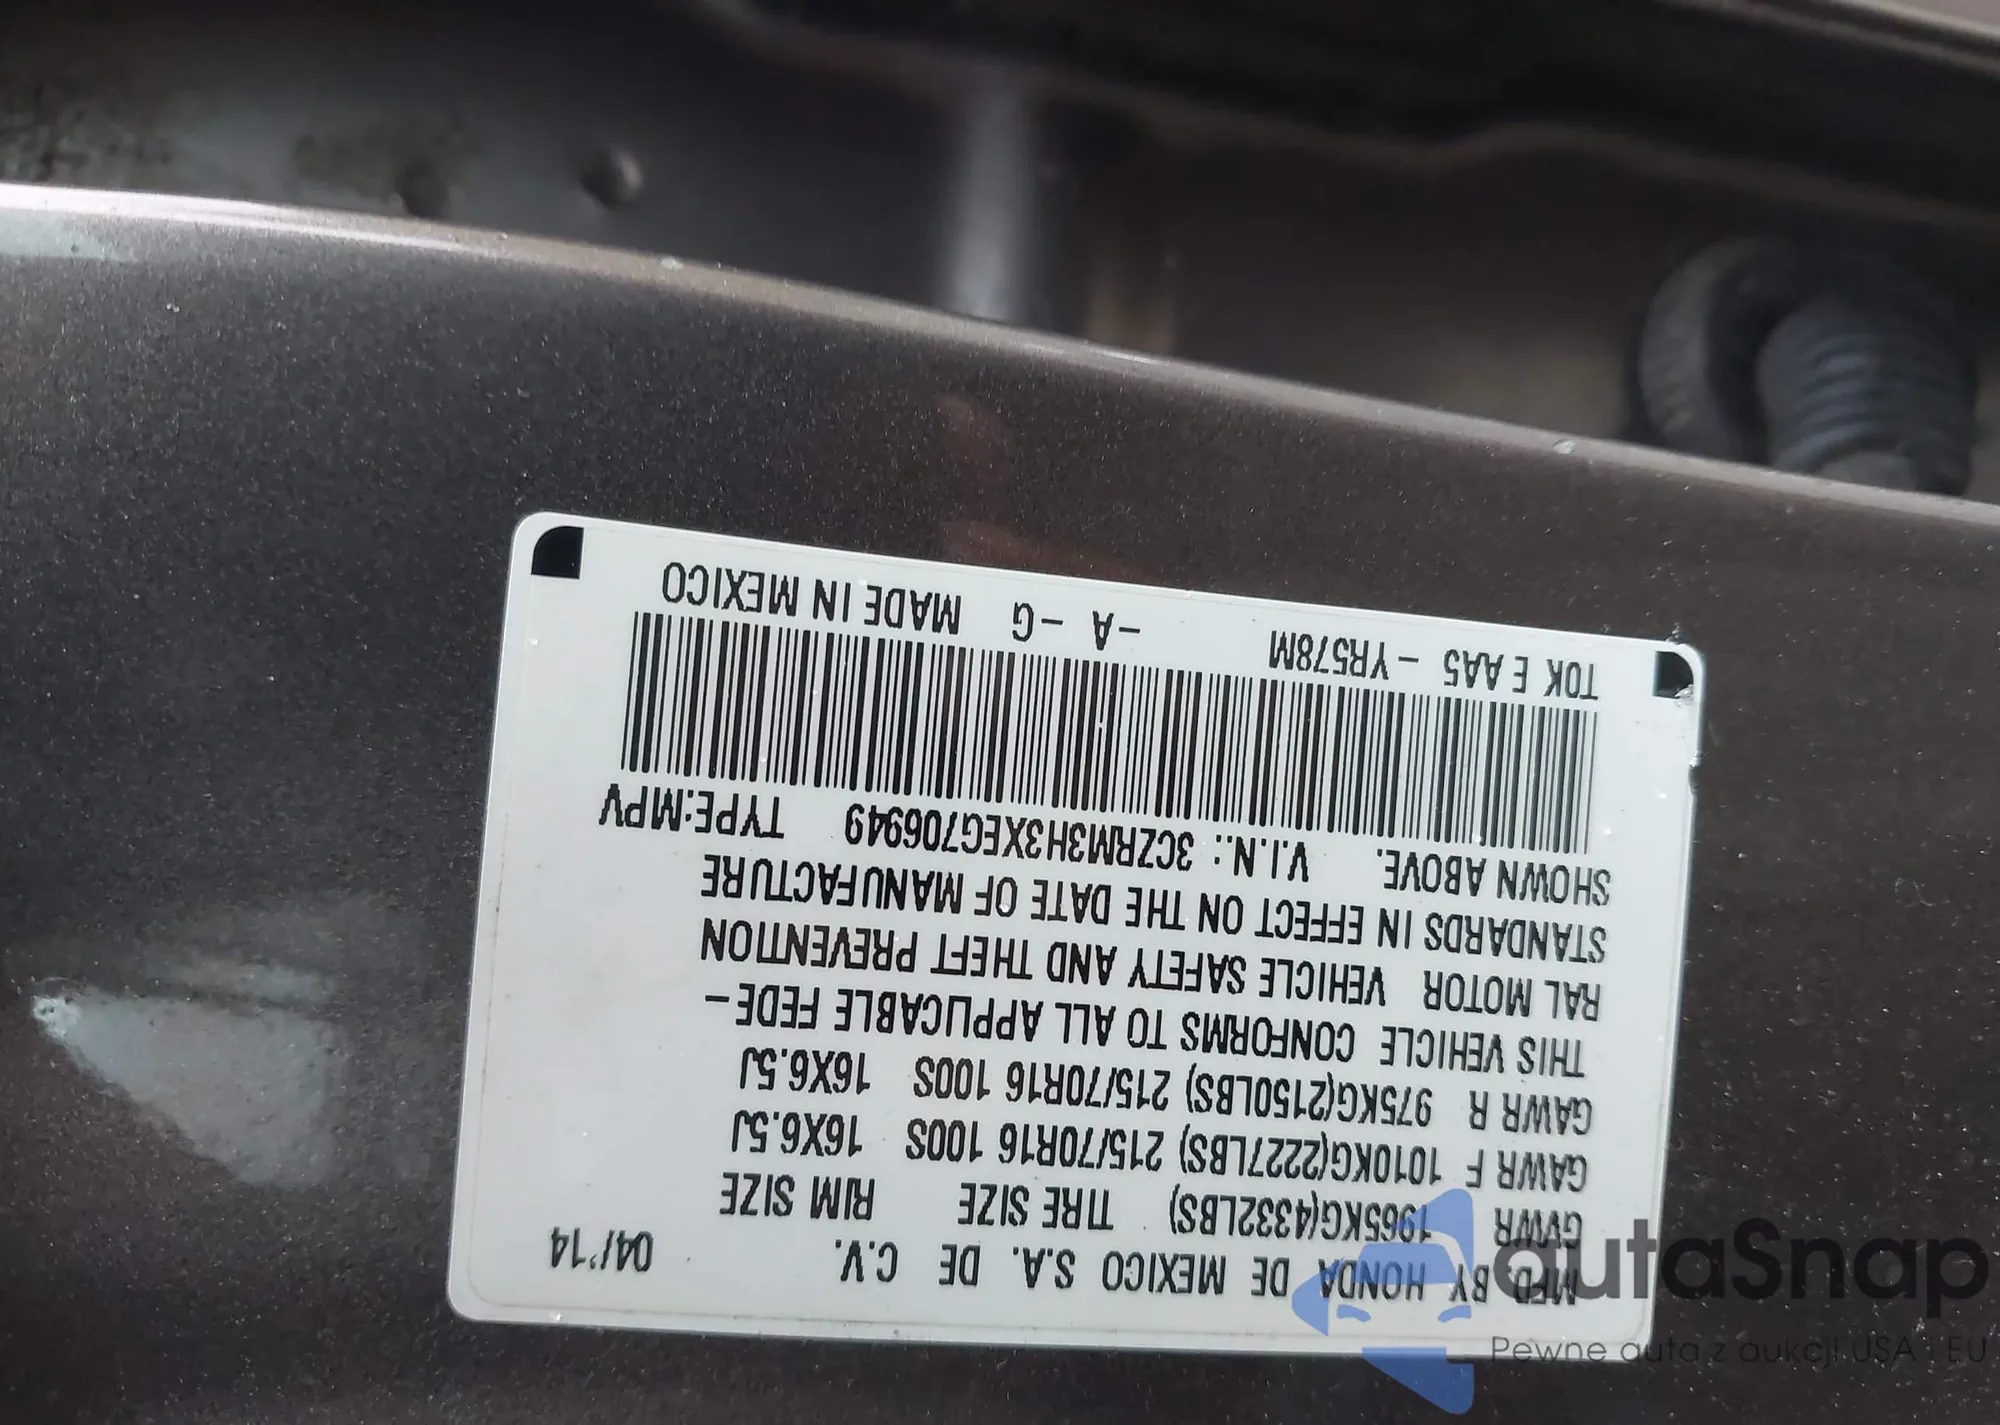 MFD. BY HONDA DE MEXICO S.A. DE C.V. 04/'14
GVWR 1965KG(4332LBS) TIRE SIZE RIM SIZE
GAWR F 1010KG(2227LBS) 215/70R16 100S 16X6.5J
GAWR R 975KG(2150LBS) 215/70R16 100S 16X6.5J
THIS VEHICLE CONFORMS TO ALL APPLICABLE FEDE-
RAL MOTOR VEHICLE SAFETY AND THEFT PREVENTION
STANDARDS IN EFFECT ON THE DATE OF MANUFACTURE
SHOWN ABOVE. V.I.N.: 3CZRM3H3XEG706949 TYPE:MPV
T0K E AA5 -YR578M -A -G MADE IN MEXICO
autaSnap
Pewne auta z aukcji USA i EU